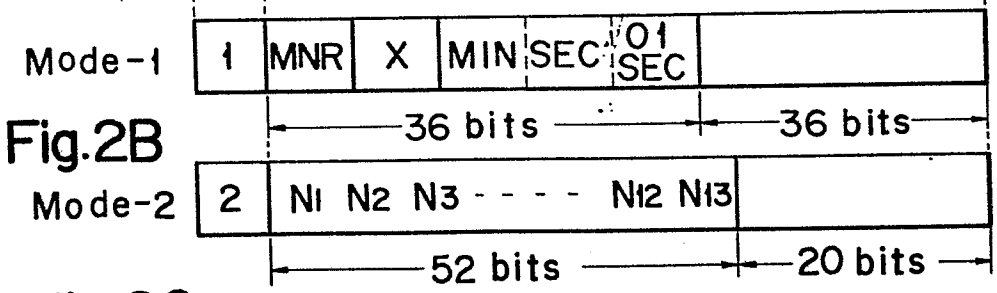 Mode-1 1 MNR X MIN SEC 01 SEC
36 bits 36 bits
Fig.2B
Mode-2 2 N1 N2 N3 - - - - N12 N13
52 bits 20 bits